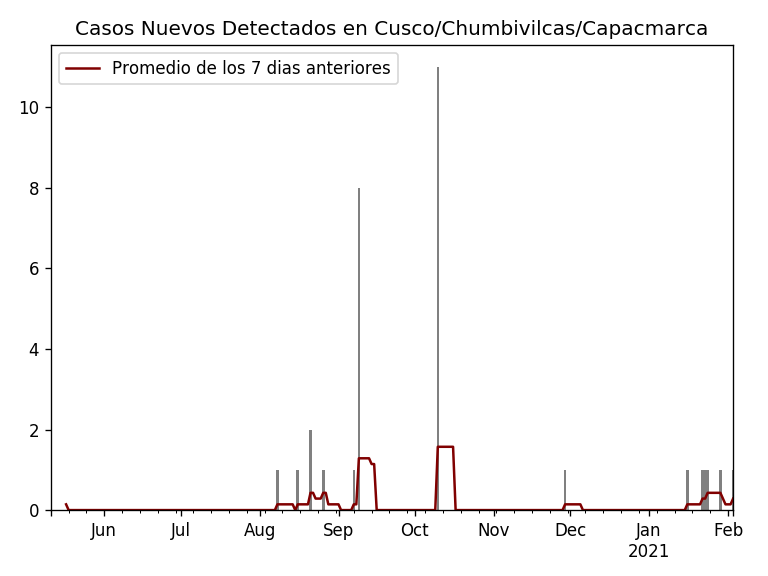 Casos Nuevos Detectados en Cusco/Chumbivilcas/Capacmarca
Promedio de los 7 dias anteriores
10
8
6
4
2
0
Jun Jul Aug Sep Oct Nov Dec Jan Feb
2021